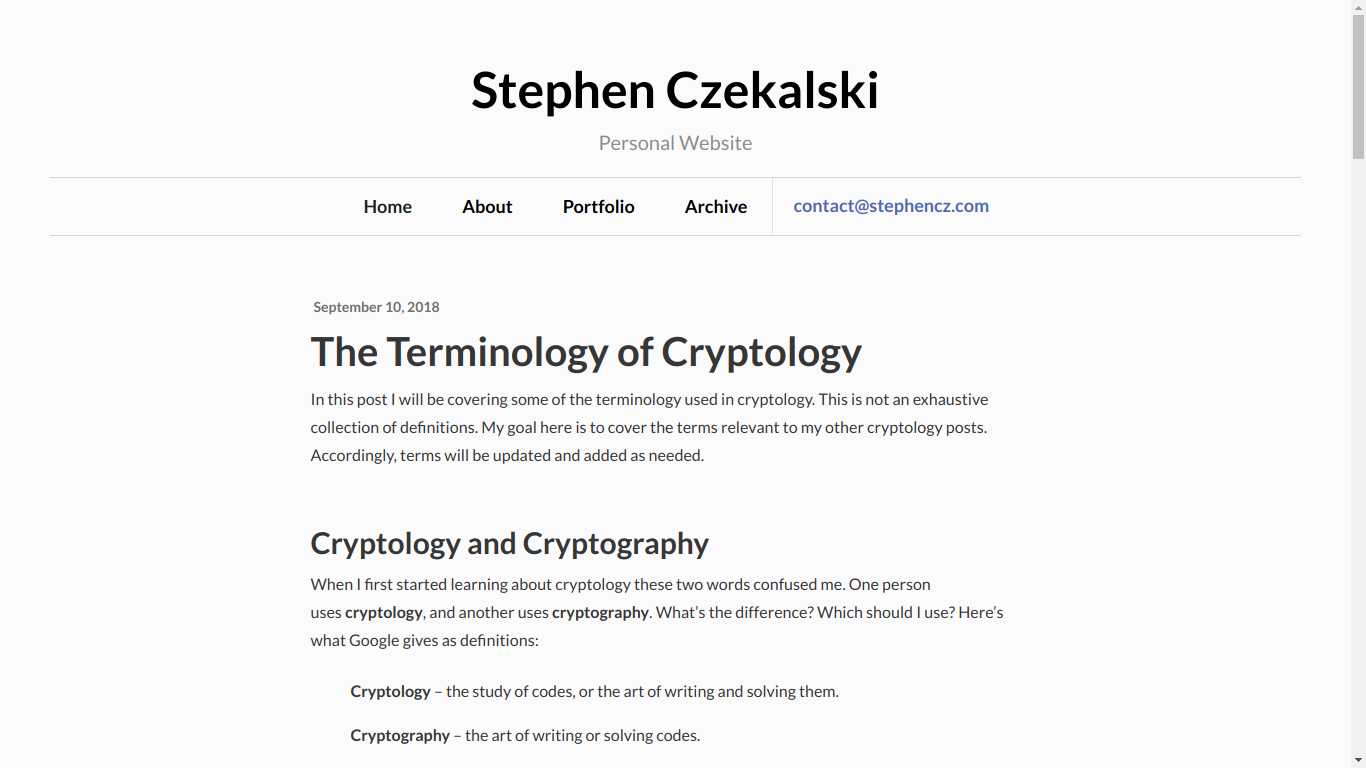 Stephen Czekalski
Personal Website
Home About Portfolio Archive contact@stephencz.com
September 10, 2018
The Terminology of Cryptology
In this post I will be covering some of the terminology used in cryptology. This is not an exhaustive
collection of definitions. My goal here is to cover the terms relevant to my other cryptology posts.
Accordingly, terms will be updated and added as needed.
Cryptology and Cryptography
When I first started learning about cryptology these two words confused me. One person
uses cryptology, and another uses cryptography. What’s the difference? Which should I use? Here’s
what Google gives as definitions:
Cryptology – the study of codes, or the art of writing and solving them.
Cryptography – the art of writing or solving codes.